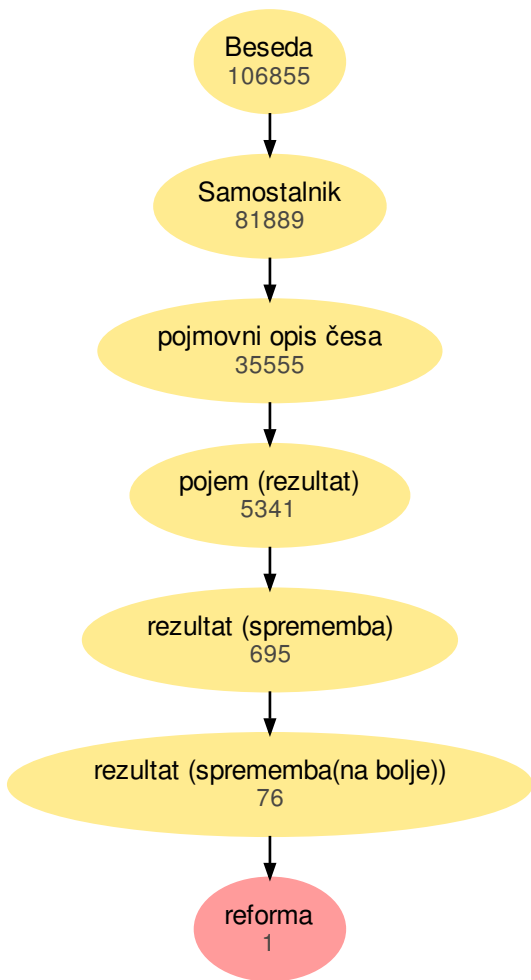 Beseda
106855
Samostalnik
81889
pojmovni opis česa
35555
pojem (rezultat)
5341
rezultat (sprememba)
695
rezultat (sprememba(na bolje))
76
reforma
1